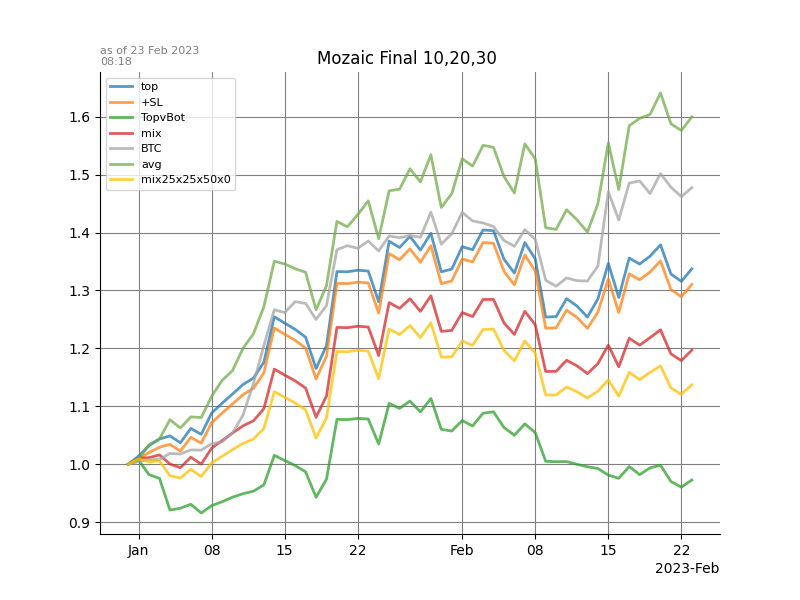 as of 23 Feb 2023
08:18
Mozaic Final 10,20,30
top
+SL
TopvBot
mix
BTC
avg
mix25x25x50x0
1.6
1.5
1.4
1.3
1.2
1.1
1.0
0.9
Jan 08 15 22 Feb 08 15 22
2023-Feb